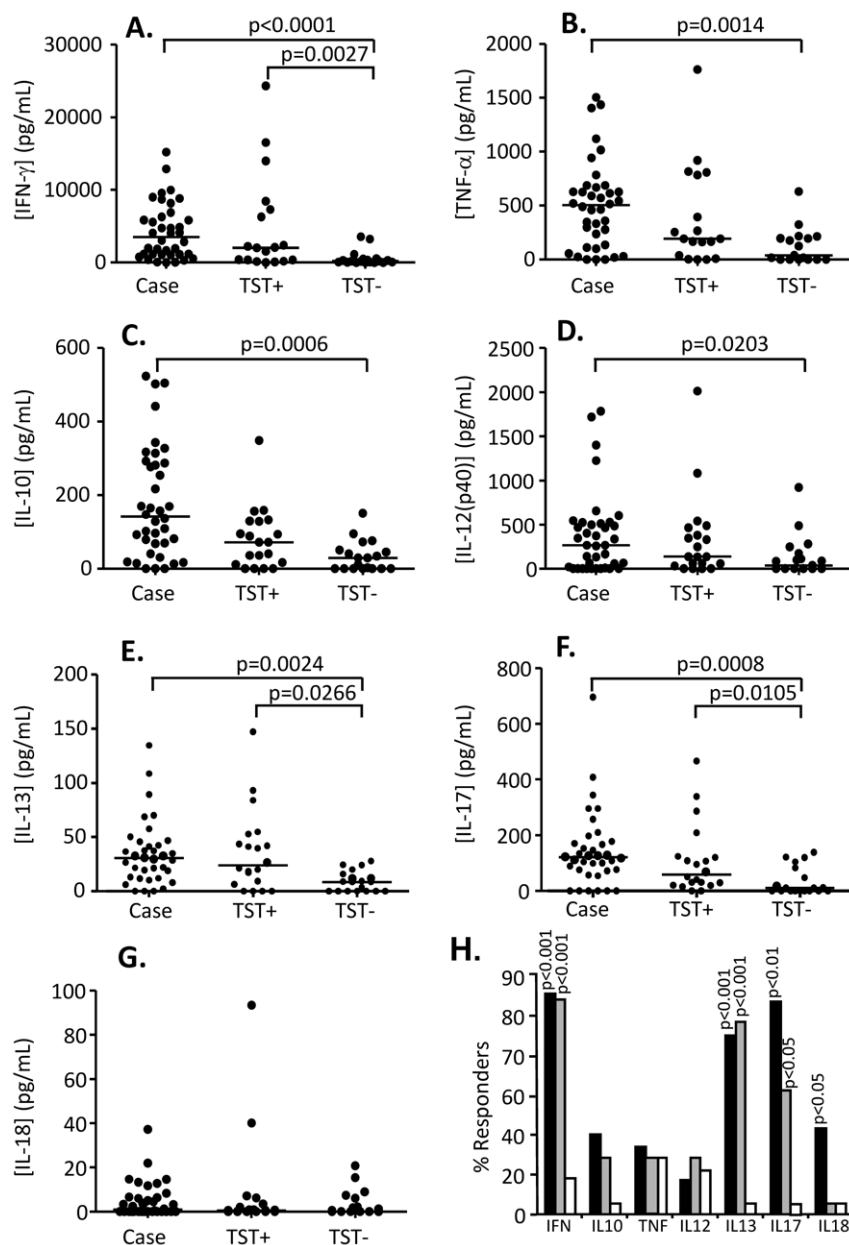 A.
p<0.0001
p=0.0027
[IFN-γ] (pg/mL)
30000
20000
10000
0
Case TST+ TST-
B.
p=0.0014
[TNF-α] (pg/mL)
2000
1500
1000
500
0
Case TST+ TST-
C.
p=0.0006
[IL-10] (pg/mL)
600
400
200
0
Case TST+ TST-
D.
p=0.0203
[IL-12(p40)] (pg/mL)
2500
2000
1500
1000
500
0
Case TST+ TST-
E.
p=0.0024
p=0.0266
[IL-13] (pg/mL)
200
150
100
50
0
Case TST+ TST-
F.
p=0.0008
p=0.0105
[IL-17] (pg/mL)
800
600
400
200
0
Case TST+ TST-
G.
[IL-18] (pg/mL)
100
80
60
40
20
0
Case TST+ TST-
H.
% Responders
90
80
60
60
40
20
0
p<0.001
p<0.001
p<0.001
p<0.001
p<0.01
p<0.05
p<0.05
IFN IL10 TNF IL12 IL13 IL17 IL18